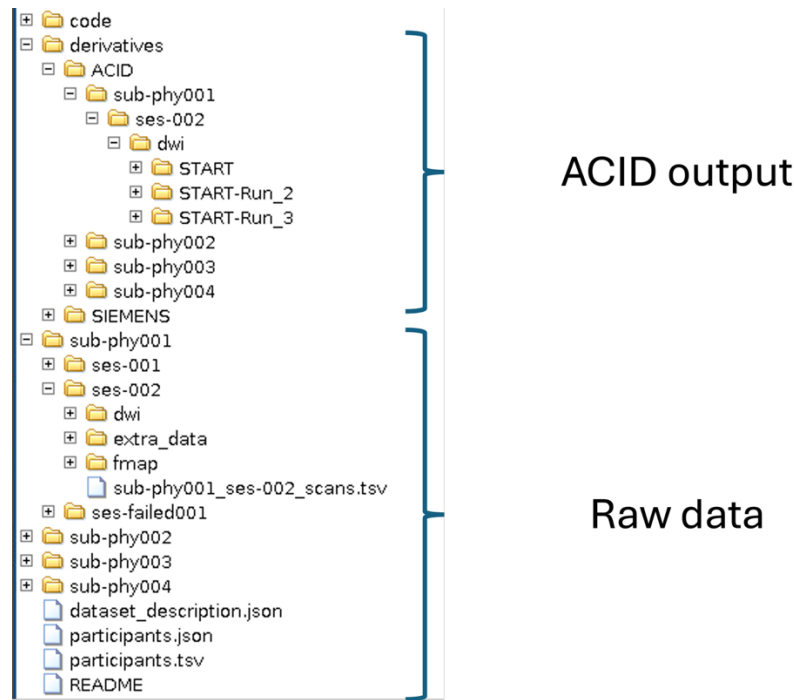 code
derivatives
ACID
sub-phy001
ses-002
dwi
START
START-Run_2
START-Run_3
sub-phy002
sub-phy003
sub-phy004
SIEMENS
sub-phy001
ses-001
ses-002
dwi
extra_data
fmap
sub-phy001_ses-002_scans.tsv
ses-failed001
sub-phy002
sub-phy003
sub-phy004
dataset_description.json
participants.json
participants.tsv
README
ACID output
Raw data